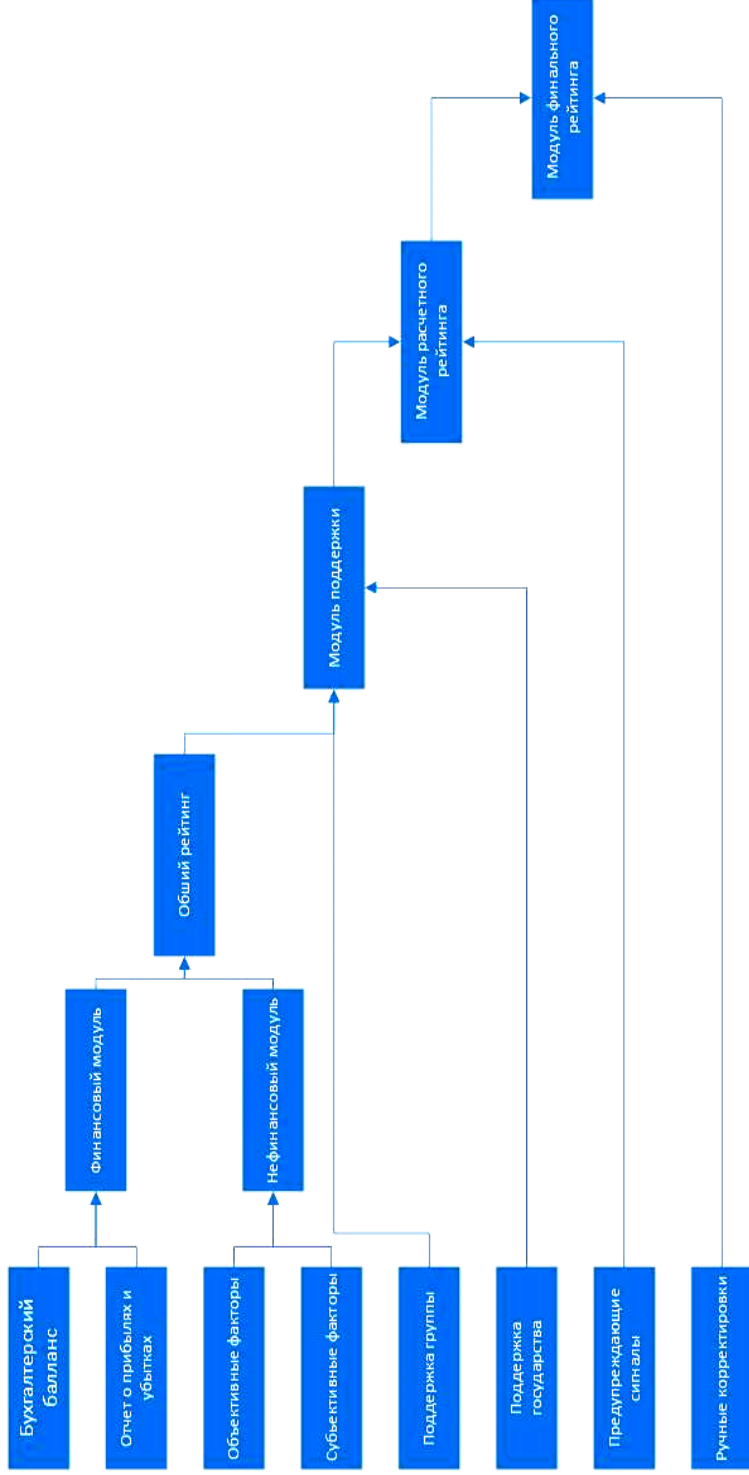 Бухгалтерский
балланс
Отчет о прибылях и
убытках
Объективные факторы
Субъективные факторы
Поддержка группы
Поддержка
государства
Предупреждающие
сигналы
Ручные корректировки
Финансовый модуль
Нефинансовый модуль
Обший рейтинг
Модуль поддержки
Модуль расчетного
рейтинга
Модуль финального
рейтинга